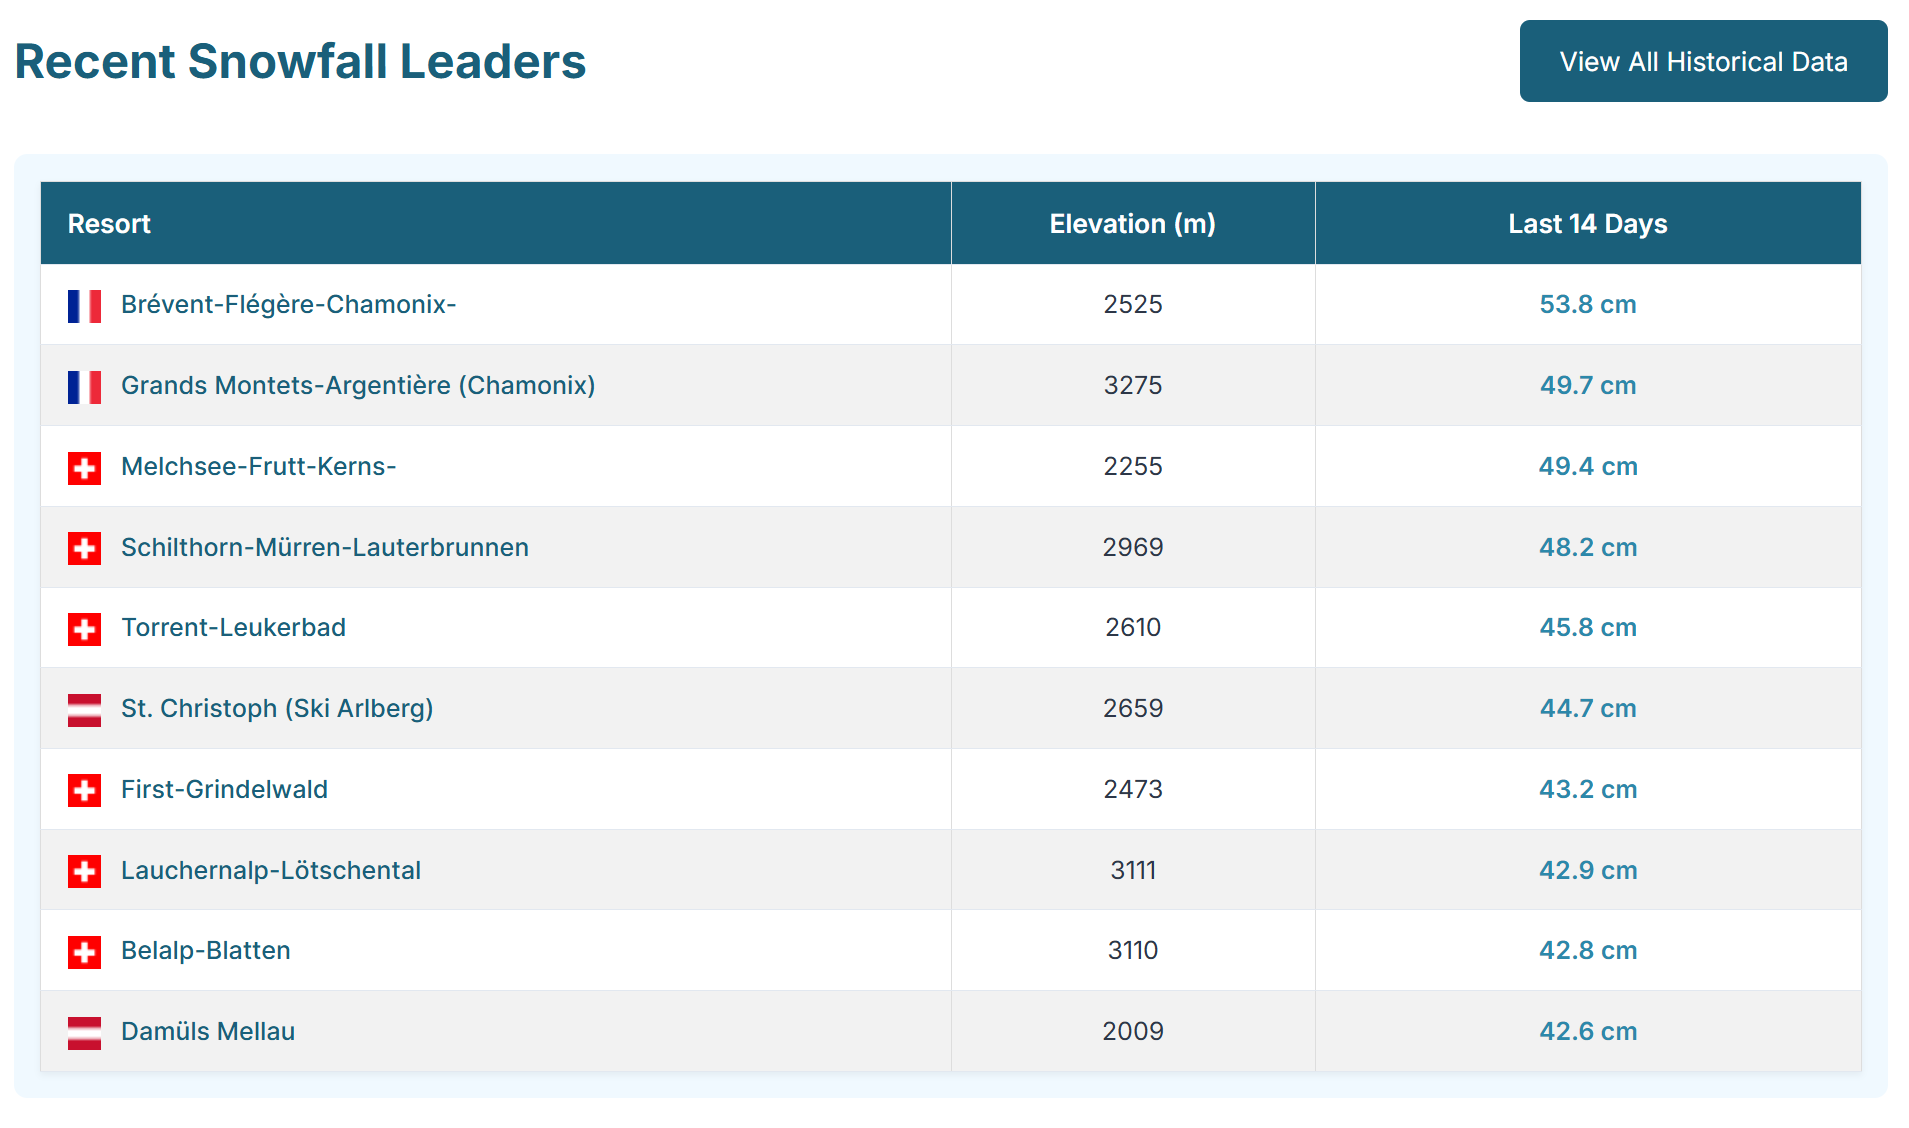 Recent Snowfall Leaders
View All Historical Data
Resort Elevation (m) Last 14 Days
Brévent-Flégère-Chamonix- 2525 53.8 cm
Grands Montets-Argentière (Chamonix) 3275 49.7 cm
Melchsee-Frutt-Kerns- 2255 49.4 cm
Schilthorn-Mürren-Lauterbrunnen 2969 48.2 cm
Torrent-Leukerbad 2610 45.8 cm
St. Christoph (Ski Arlberg) 2659 44.7 cm
First-Grindelwald 2473 43.2 cm
Lauchernalp-Lötschental 3111 42.9 cm
Belalp-Blatten 3110 42.8 cm
Damüls Mellau 2009 42.6 cm